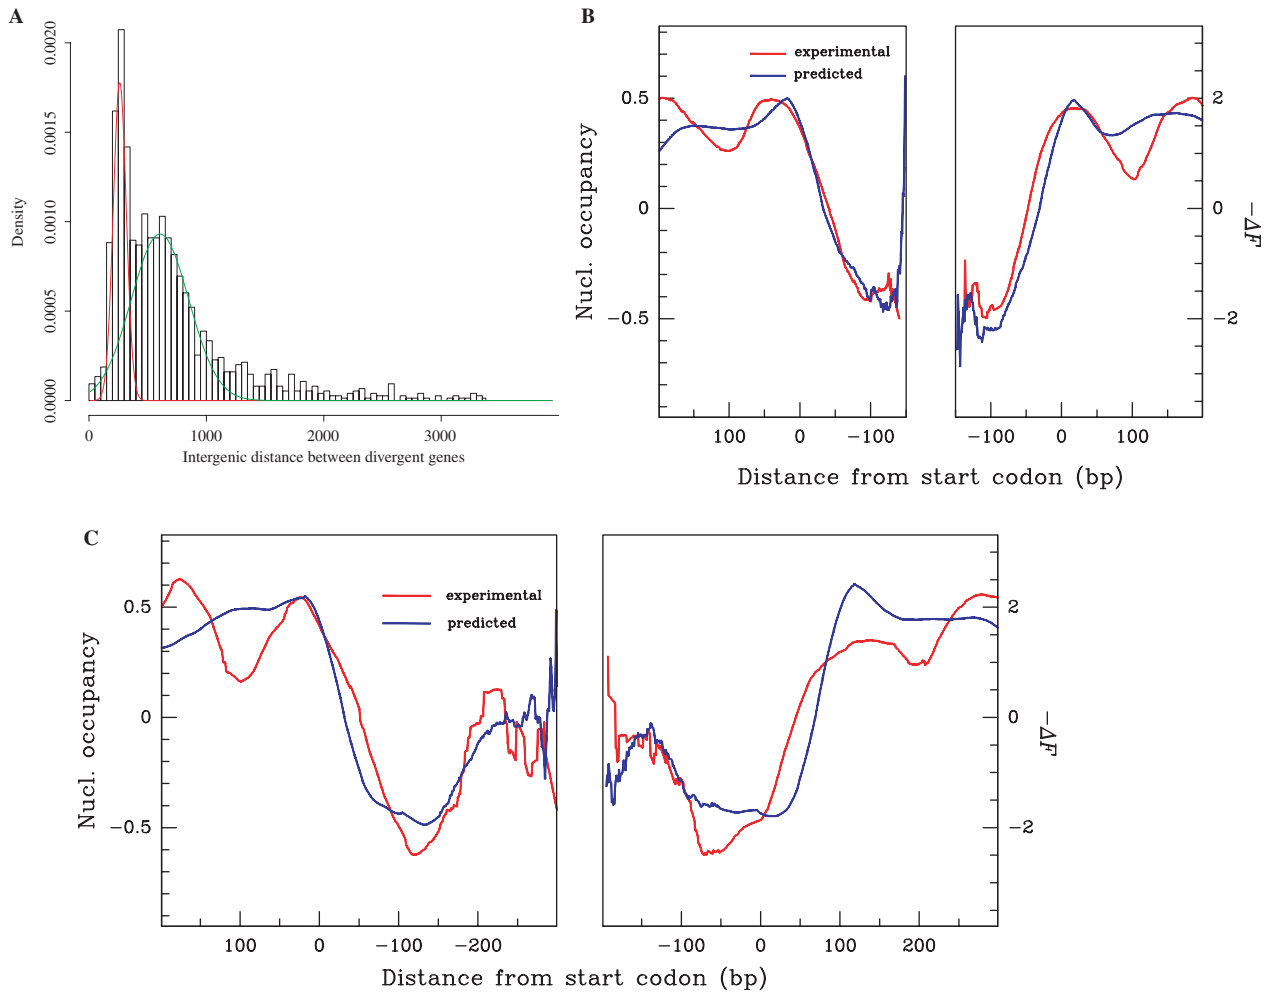 A
Density
0.0000
0.0005
0.0010
0.0015
0.0020
0
1000
2000
3000
Intergenic distance between divergent genes
B
experimental
predicted
Nucl. occupancy
0.5
0
−0.5
100
0
−100
−100
0
100
2
0
−2
−ΔF
Distance from start codon (bp)
C
experimental
predicted
Nucl. occupancy
0.5
0
−0.5
100
0
−100
−200
−100
0
100
200
2
0
−2
−ΔF
Distance from start codon (bp)